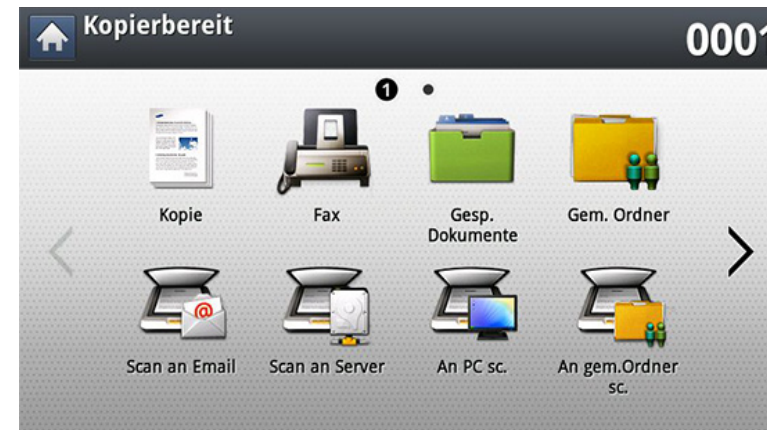 Kopierbereit
0001
❶
Kopie
Fax
Gesp.
Dokumente
Gem. Ordner
Scan an Email
Scan an Server
An PC sc.
An gem.Ordner
sc.